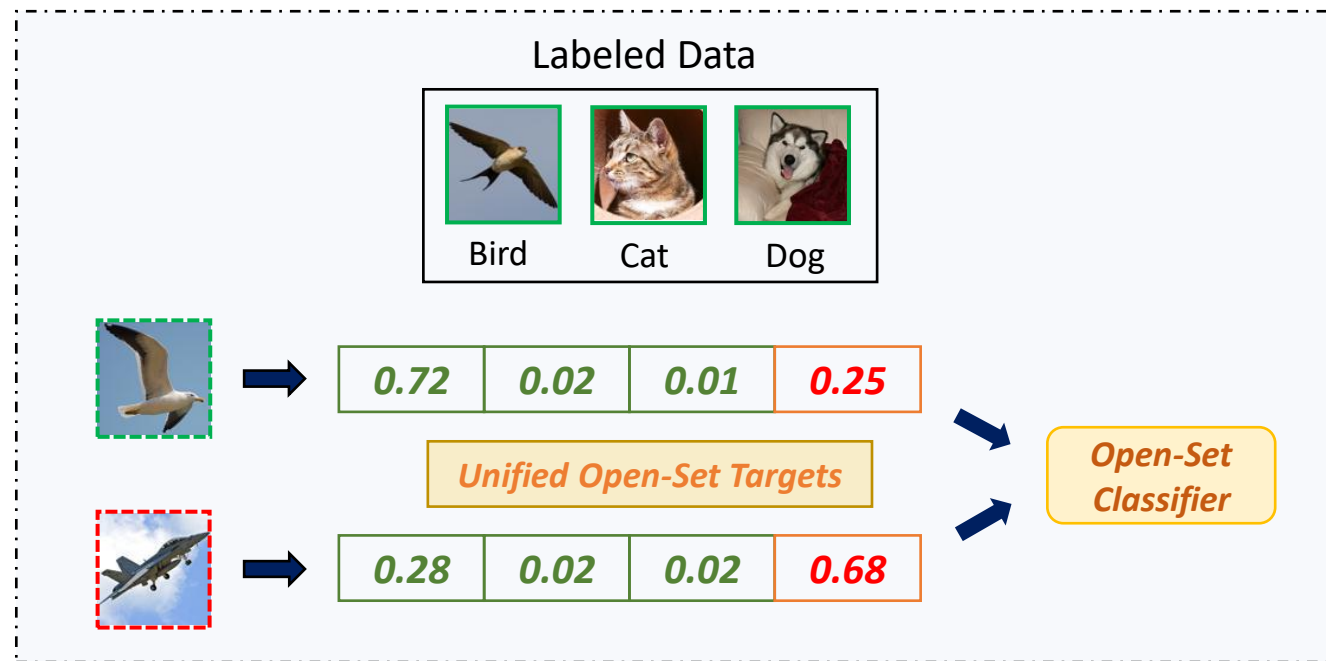 Labeled Data
Bird Cat Dog
0.72 0.02 0.01 0.25
Unified Open-Set Targets
Open-Set
Classifier
0.28 0.02 0.02 0.68